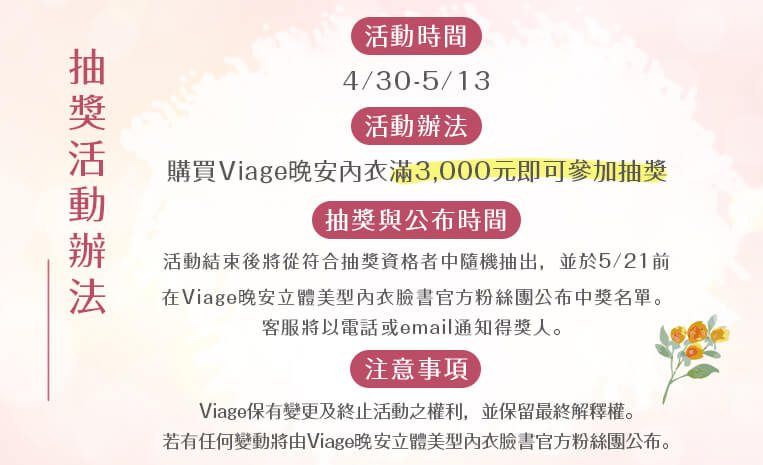 抽獎活動辦法
活動時間
4/30-5/13
活動辦法
購買Viage晚安內衣滿3,000元即可參加抽獎
抽獎與公布時間
活動結束後將從符合抽獎資格者中隨機抽出，並於5/21前
在Viage晚安立體美型內衣臉書官方粉絲團公布中獎名單。
客服將以電話或email通知得獎人。
注意事項
Viage保有變更及終止活動之權利，並保留最終解釋權。
若有任何變動將由Viage晚安立體美型內衣臉書官方粉絲團公布。